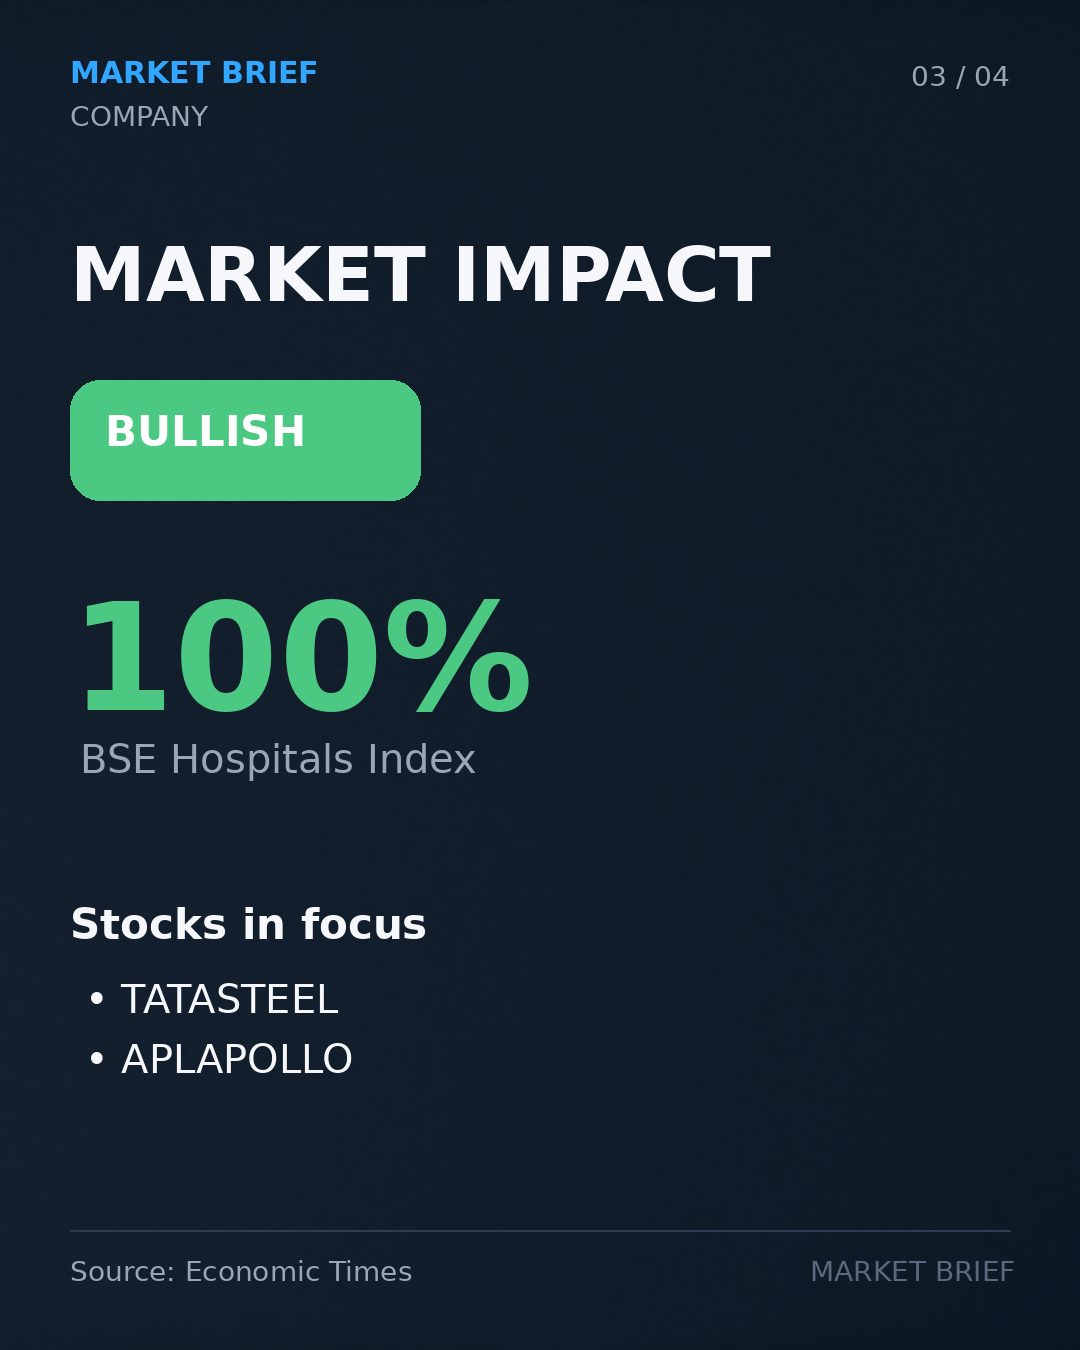 MARKET BRIEF
03 / 04
COMPANY
MARKET IMPACT
BULLISH
100%
BSE Hospitals Index
Stocks in focus
• TATASTEEL
• APLAPOLLO
Source: Economic Times
MARKET BRIEF